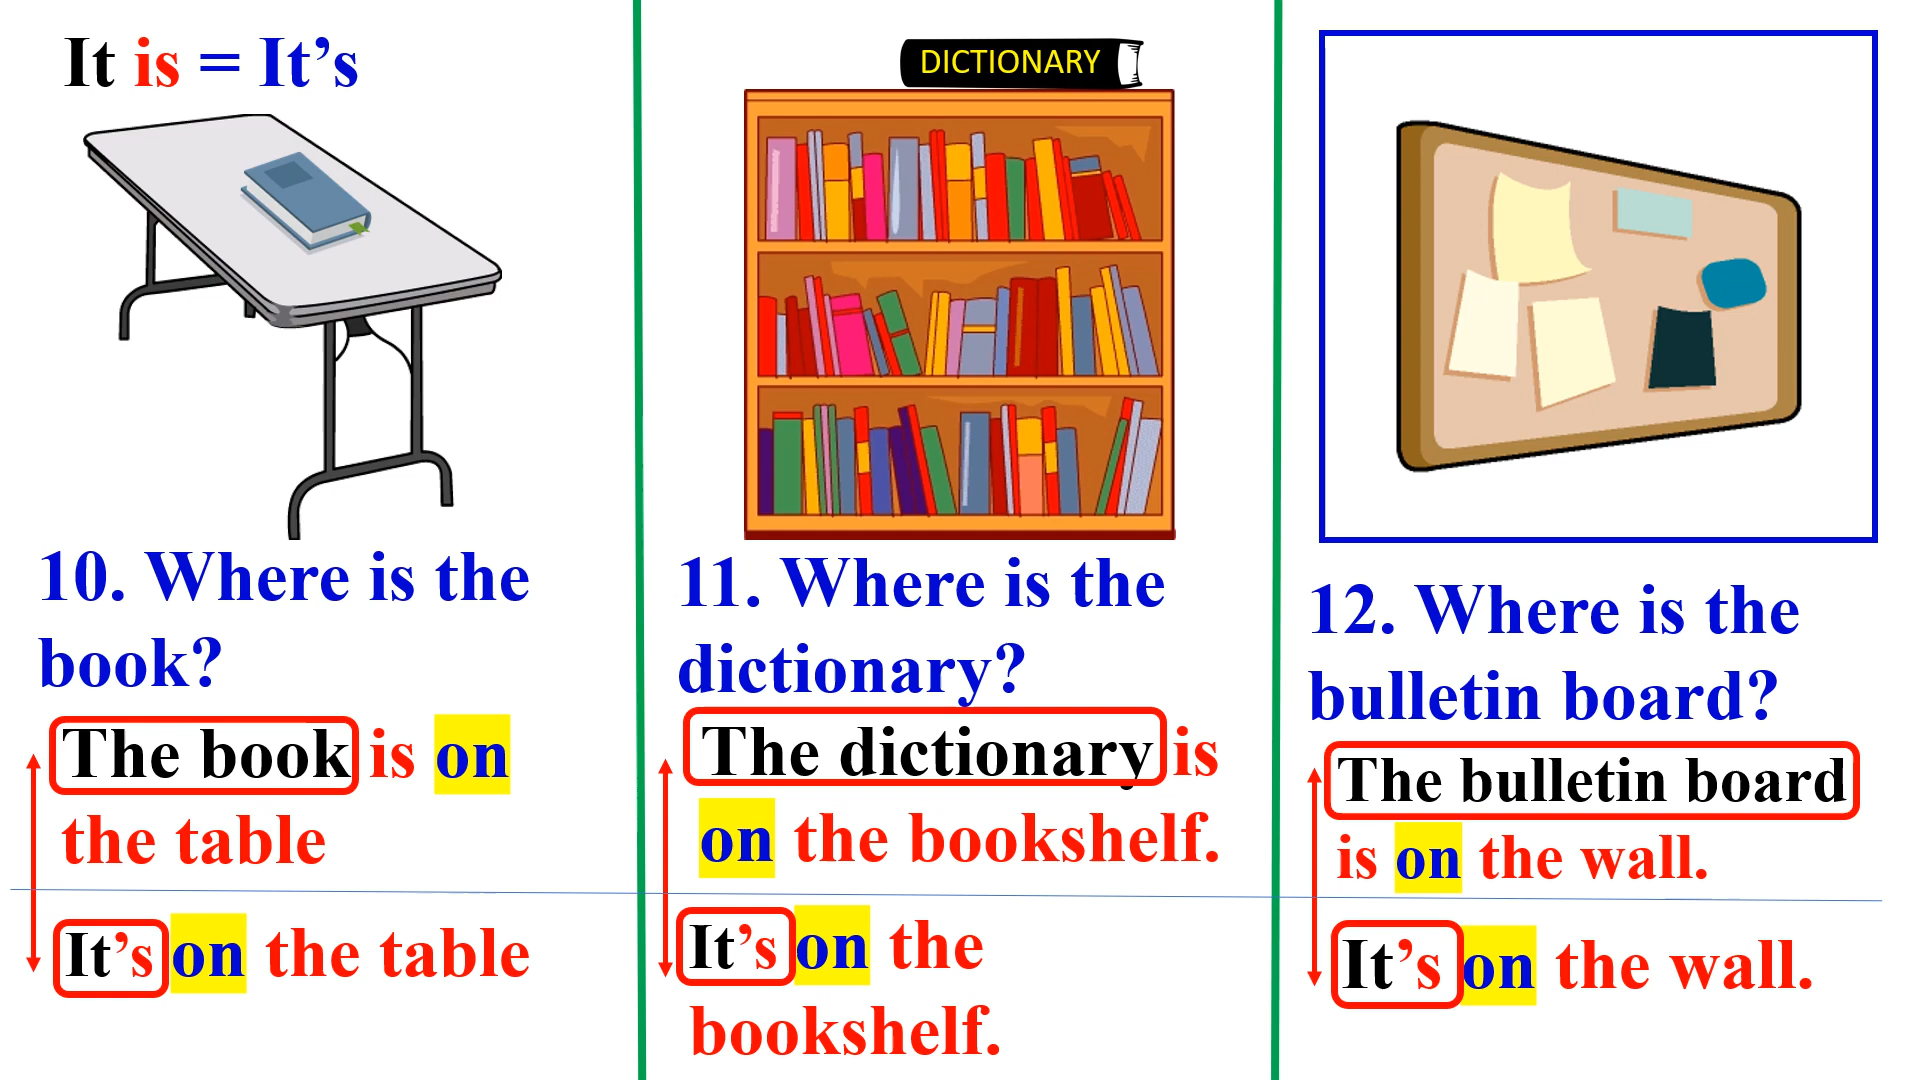 It is = It’s
10. Where is the
book?
The book is on
the table
It’s on the table
DICTIONARY
11. Where is the
dictionary?
The dictionary is
on the bookshelf.
It’s on the
bookshelf.
12. Where is the
bulletin board?
The bulletin board
is on the wall.
It’s on the wall.